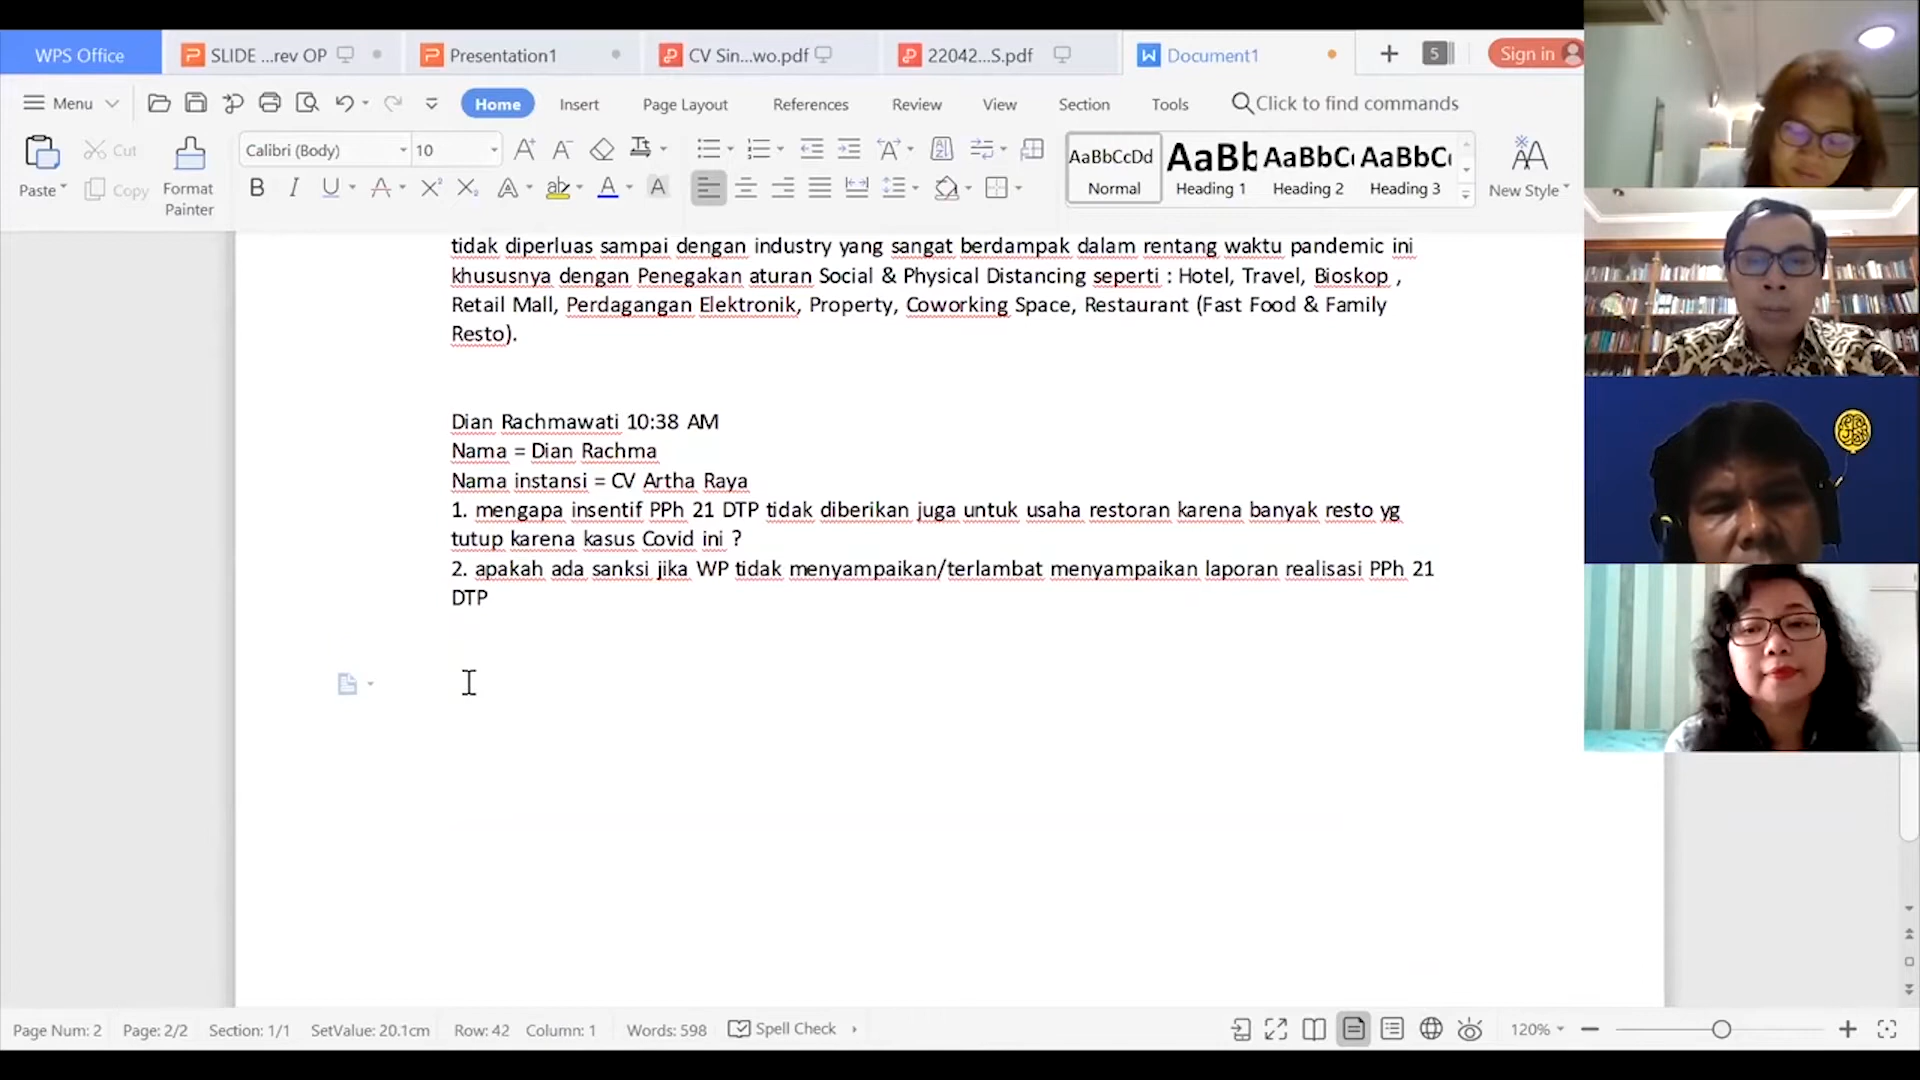 WPS Office
SLIDE ...rev OP
Presentation1
CV Sin...wo.pdf
22042...S.pdf
Document1
5
Sign in
Menu
Home
Insert
Page Layout
References
Review
View
Section
Tools
Click to find commands
Paste
Cut
Copy
Format
Painter
Calibri (Body)
10
AaBbCcDd
Normal
AaBb
Heading 1
AaBbC
Heading 2
AaBbC
Heading 3
New Style
tidak diperluas sampai dengan industry yang sangat berdampak dalam rentang waktu pandemic ini
khususnya dengan Penegakan aturan Social & Physical Distancing seperti : Hotel, Travel, Bioskop ,
Retail Mall, Perdagangan Elektronik, Property, Coworking Space, Restaurant (Fast Food & Family
Resto).
Dian Rachmawati 10:38 AM
Nama = Dian Rachma
Nama instansi = CV Artha Raya
1. mengapa insentif PPh 21 DTP tidak diberikan juga untuk usaha restoran karena banyak resto yg
tutup karena kasus Covid ini ?
2. apakah ada sanksi jika WP tidak menyampaikan/terlambat menyampaikan laporan realisasi PPh 21
DTP
Page Num: 2
Page: 2/2
Section: 1/1
SetValue: 20.1cm
Row: 42
Column: 1
Words: 598
Spell Check
120%